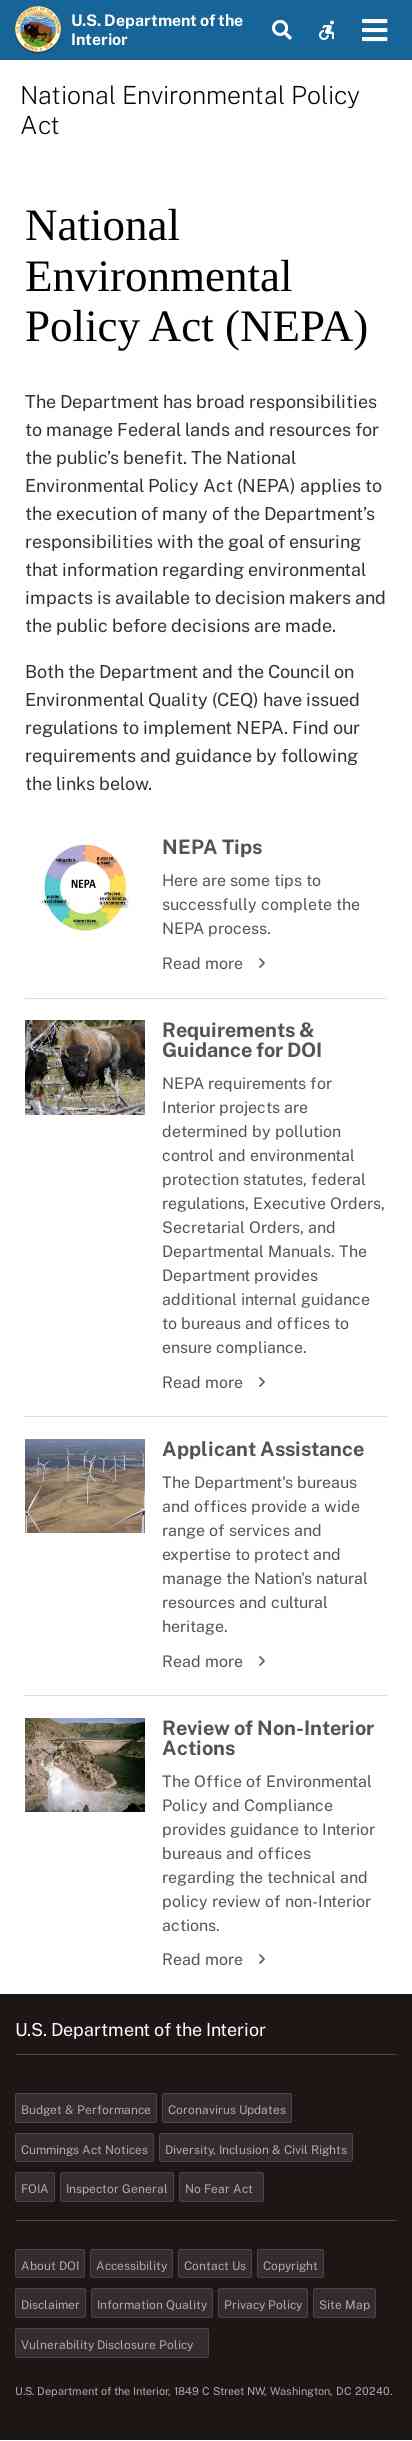 U.S. Department of the
Interior
National Environmental Policy
Act
National
Environmental
Policy Act (NEPA)
The Department has broad responsibilities
to manage Federal lands and resources for
the public’s benefit. The National
Environmental Policy Act (NEPA) applies to
the execution of many of the Department’s
responsibilities with the goal of ensuring
that information regarding environmental
impacts is available to decision makers and
the public before decisions are made.
Both the Department and the Council on
Environmental Quality (CEQ) have issued
regulations to implement NEPA. Find our
requirements and guidance by following
the links below.
NEPA
NEPA Tips
Here are some tips to
successfully complete the
NEPA process.
Read more
Requirements &
Guidance for DOI
NEPA requirements for
Interior projects are
determined by pollution
control and environmental
protection statutes, federal
regulations, Executive Orders,
Secretarial Orders, and
Departmental Manuals. The
Department provides
additional internal guidance
to bureaus and offices to
ensure compliance.
Read more
Applicant Assistance
The Department's bureaus
and offices provide a wide
range of services and
expertise to protect and
manage the Nation's natural
resources and cultural
heritage.
Read more
Review of Non-Interior
Actions
The Office of Environmental
Policy and Compliance
provides guidance to Interior
bureaus and offices
regarding the technical and
policy review of non-Interior
actions.
Read more
U.S. Department of the Interior
Budget & Performance Coronavirus Updates
Cummings Act Notices Diversity, Inclusion & Civil Rights
FOIA Inspector General No Fear Act
About DOI Accessibility Contact Us Copyright
Disclaimer Information Quality Privacy Policy Site Map
Vulnerability Disclosure Policy
U.S. Department of the Interior, 1849 C Street NW, Washington, DC 20240.